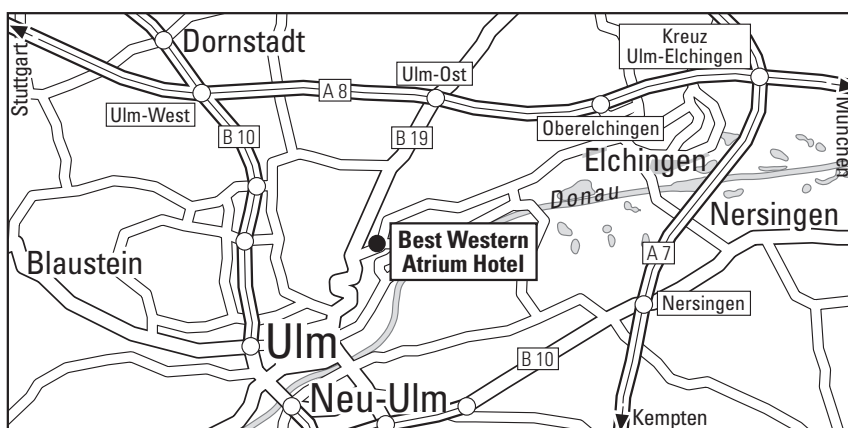 Stuttgart
Dornstadt
Ulm-West
A 8
B 10
Ulm-Ost
B 19
Kreuz
Ulm-Elchingen
München
Oberelchingen
Elchingen
Donau
Nersingen
Blaustein
Best Western
Atrium Hotel
A 7
Nersingen
Ulm
B 10
Neu-Ulm
Kempten